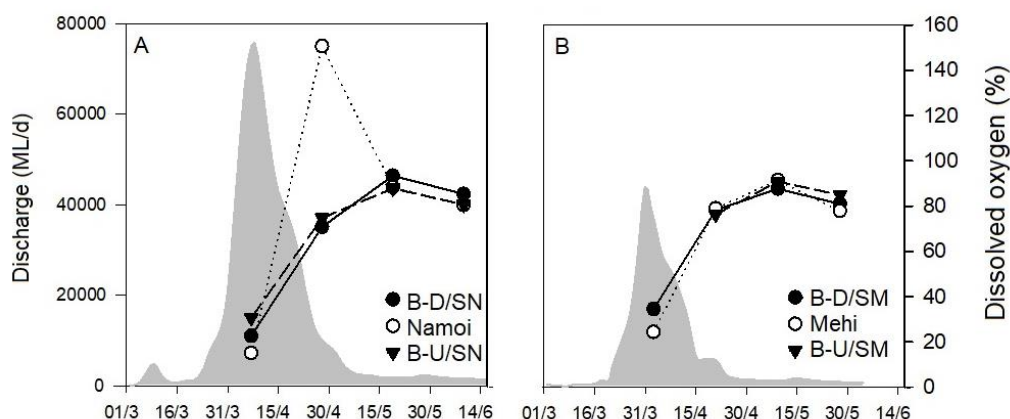 80000
60000
40000
20000
0
Discharge (ML/d)
A
B-D/SN
Namoi
B-U/SN
01/3 16/3 31/3 15/4 30/4 15/5 30/5 14/6
B
B-D/SM
Mehi
B-U/SM
01/3 16/3 31/3 15/4 30/4 15/5 30/5 14/6
160
140
120
100
80
60
40
20
0
Dissolved oxygen (%)